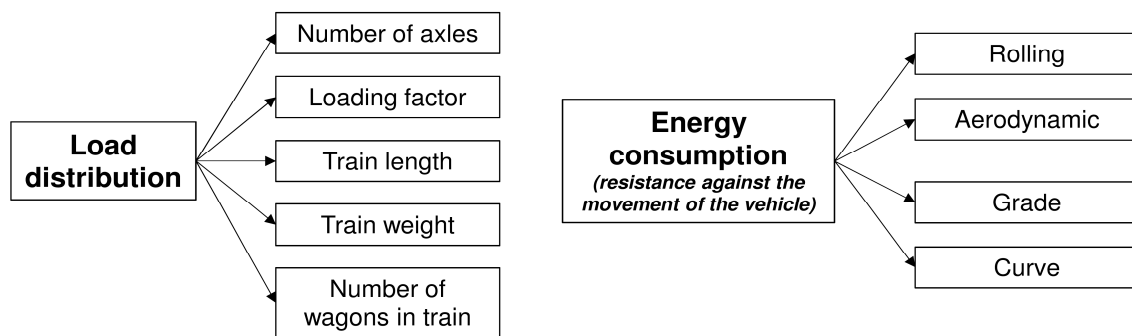 Load
distribution
Number of axles
Loading factor
Train length
Train weight
Number of
wagons in train
Energy
consumption
(resistance against the
movement of the vehicle)
Rolling
Aerodynamic
Grade
Curve